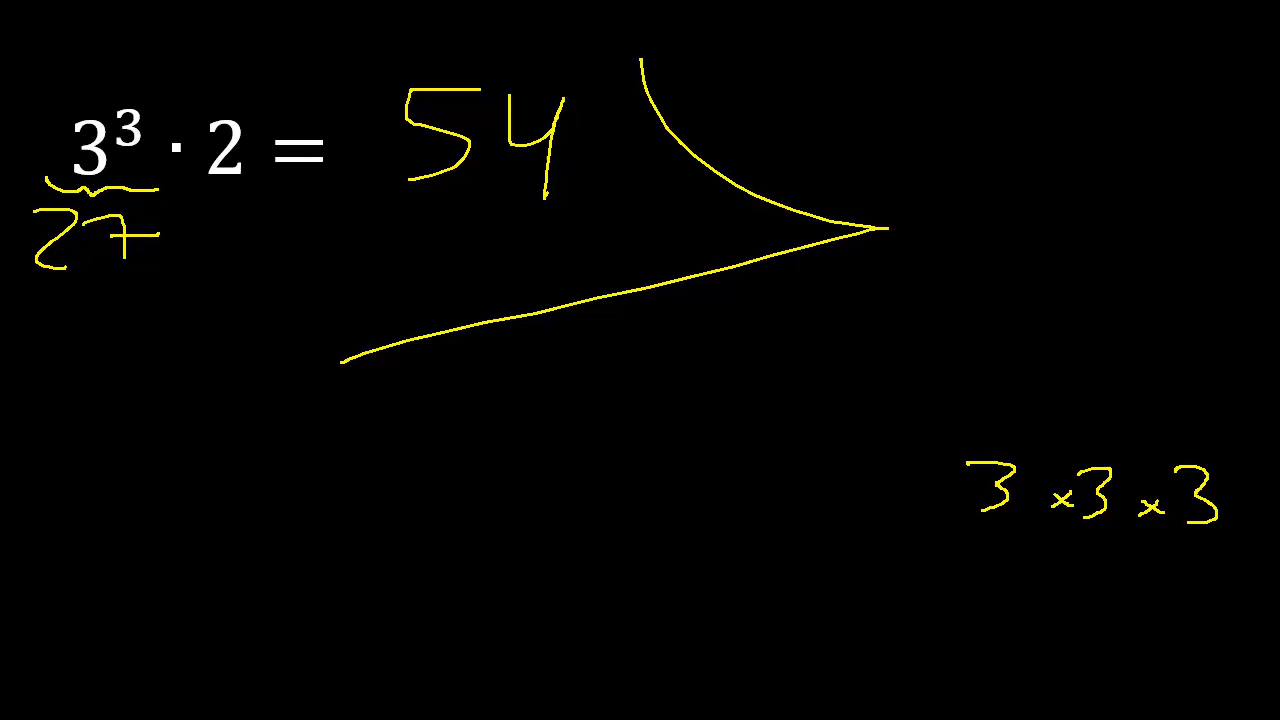 3³ · 2 = 54
27
3 x 3 x 3